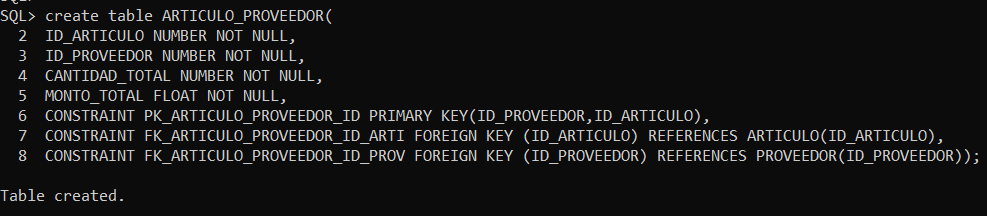 SQL> create table ARTICULO_PROVEEDOR(
2 ID_ARTICULO NUMBER NOT NULL,
3 ID_PROVEEDOR NUMBER NOT NULL,
4 CANTIDAD_TOTAL NUMBER NOT NULL,
5 MONTO_TOTAL FLOAT NOT NULL,
6 CONSTRAINT PK_ARTICULO_PROVEEDOR_ID PRIMARY KEY(ID_PROVEEDOR,ID_ARTICULO),
7 CONSTRAINT FK_ARTICULO_PROVEEDOR_ID_ARTI FOREIGN KEY (ID_ARTICULO) REFERENCES ARTICULO(ID_ARTICULO),
8 CONSTRAINT FK_ARTICULO_PROVEEDOR_ID_PROV FOREIGN KEY (ID_PROVEEDOR) REFERENCES PROVEEDOR(ID_PROVEEDOR));
Table created.